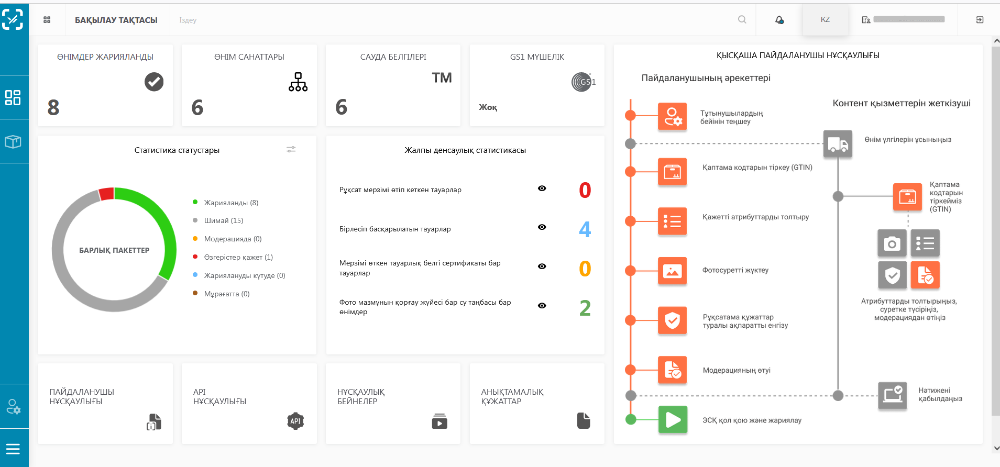 БАҚЫЛАУ ТАҚТАСЫ
Іздеу
KZ
ӨНІМДЕР ЖАРИЯЛАНДЫ
8
ӨНІМ САНАТТАРЫ
6
САУДА БЕЛГІЛЕРІ
TM
6
GS1 МҮШЕЛІК
GS1
Жоқ
Статистика статустары
БАРЛЫҚ ПАКЕТТЕР
Жарияланды (8)
Шимай (15)
Модерацияда (0)
Өзгерістер қажет (1)
Жариялануды күтуде (0)
Мұрағатта (0)
Жалпы денсаулық статистикасы
Рұқсат мерзімі өтіп кеткен тауарлар
0
Бірлесіп басқарылатын тауарлар
4
Мерзімі өткен тауарлық белгі сертификаты бар
тауарлар
0
Фото мазмұнын қорғау жүйесі бар су таңбасы бар
өнімдер
2
ПАЙДАЛАНУШЫ
НҰСҚАУЛЫҒЫ
API
НҰСҚАУЛЫҒЫ
API
НҰСҚАУЛЫҚ
БЕЙНЕЛЕР
АНЫҚТАМАЛЫҚ
ҚҰЖАТТАР
ҚЫСҚАША ПАЙДАЛАНУШЫ НҰСҚАУЛЫҒЫ
Пайдаланушының әрекеттері
Контент қызметтерін жеткізуші
Тұтынушылардың
бейінін теңшеу
Өнім үлгілерін ұсыныңыз
Қаптама кодтарын тіркеу (GTIN)
Қаптама
кодтарын
тіркейміз
(GTIN)
Қажетті атрибуттарды толтыру
Фотосуретті жүктеу
Атрибуттарды толтырыңыз,
суретке түсіріңіз,
модерациядан өтіңіз
Рұқсатама құжаттар
туралы ақпаратты енгізу
Модерацияның өтуі
Нәтижені
қабылдаңыз
ЭСҚ қол қою және жариялау